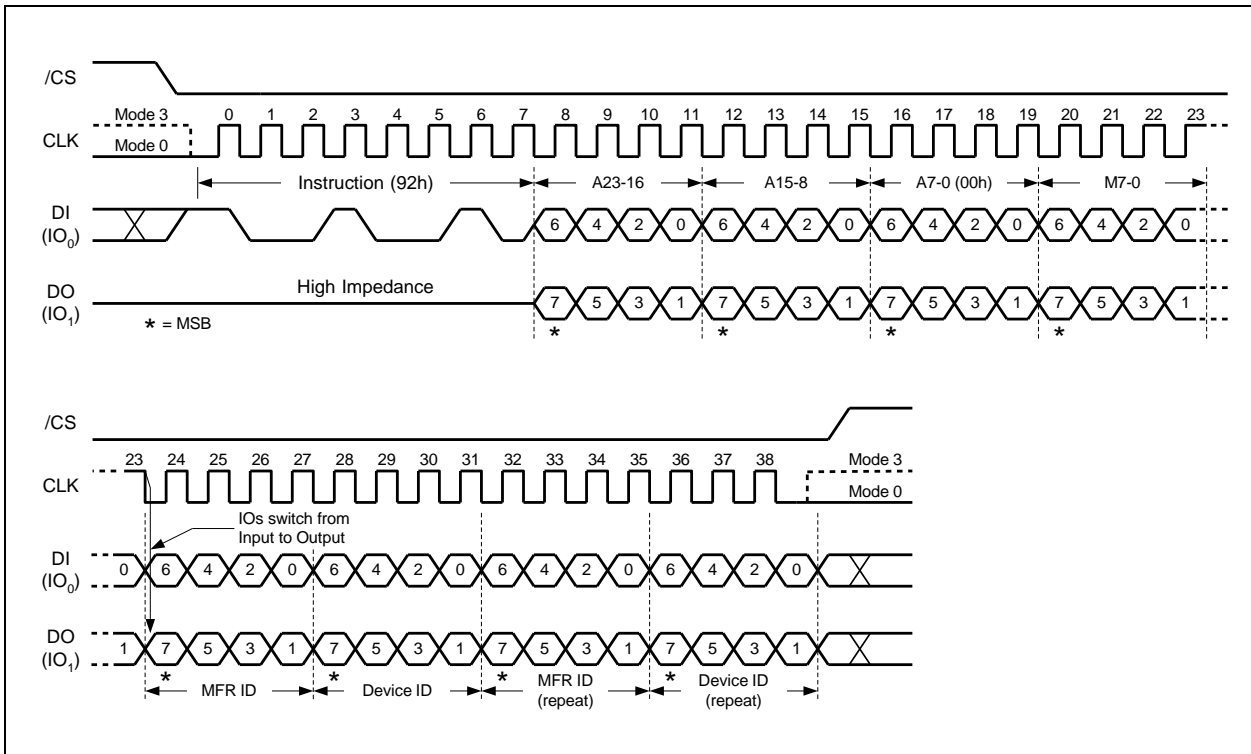 /CS
Mode 3
0 1 2 3 4 5 6 7 8 9 10 11 12 13 14 15 16 17 18 19 20 21 22 23
CLK
Mode 0
Instruction (92h) A23-16 A15-8 A7-0 (00h) M7-0
DI
(IO0)
6 4 2 0 6 4 2 0 6 4 2 0 6 4 2 0
High Impedance
DO
(IO1)
7 5 3 1 7 5 3 1 7 5 3 1 7 5 3 1
* = MSB
* * * *
/CS
23 24 25 26 27 28 29 30 31 32 33 34 35 36 37 38
Mode 3
CLK
Mode 0
IOs switch from
Input to Output
DI
(IO0)
0 6 4 2 0 6 4 2 0 6 4 2 0 6 4 2 0
DO
(IO1)
1 7 5 3 1 7 5 3 1 7 5 3 1 7 5 3 1
* * * *
MFR ID Device ID MFR ID
(repeat)
Device ID
(repeat)